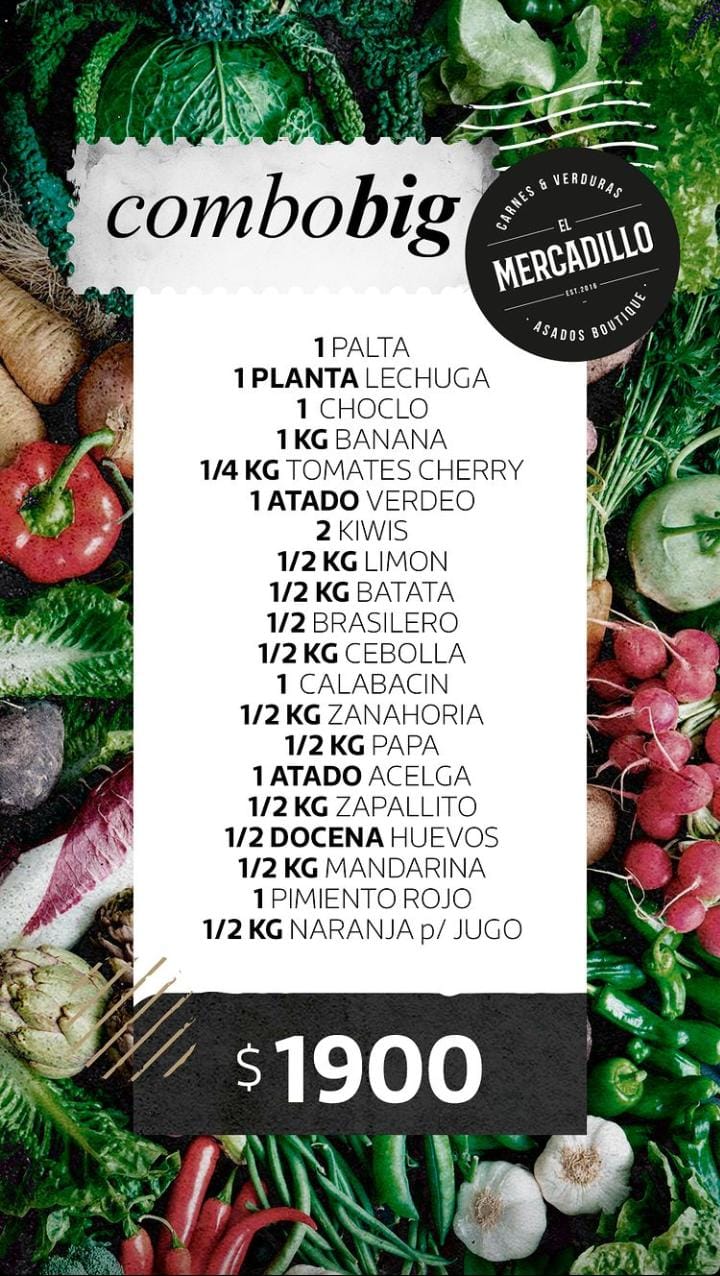 combobig
CARNES & VERDURAS
EL
MERCADILLO
EST.2016
· ASADOS BOUTIQUE ·
1 PALTA
1 PLANTA LECHUGA
1 CHOCLO
1 KG BANANA
1/4 KG TOMATES CHERRY
1 ATADO VERDEO
2 KIWIS
1/2 KG LIMON
1/2 KG BATATA
1/2 BRASILERO
1/2 KG CEBOLLA
1 CALABACIN
1/2 KG ZANAHORIA
1/2 KG PAPA
1 ATADO ACELGA
1/2 KG ZAPALLITO
1/2 DOCENA HUEVOS
1/2 KG MANDARINA
1 PIMIENTO ROJO
1/2 KG NARANJA p/ JUGO
$1900